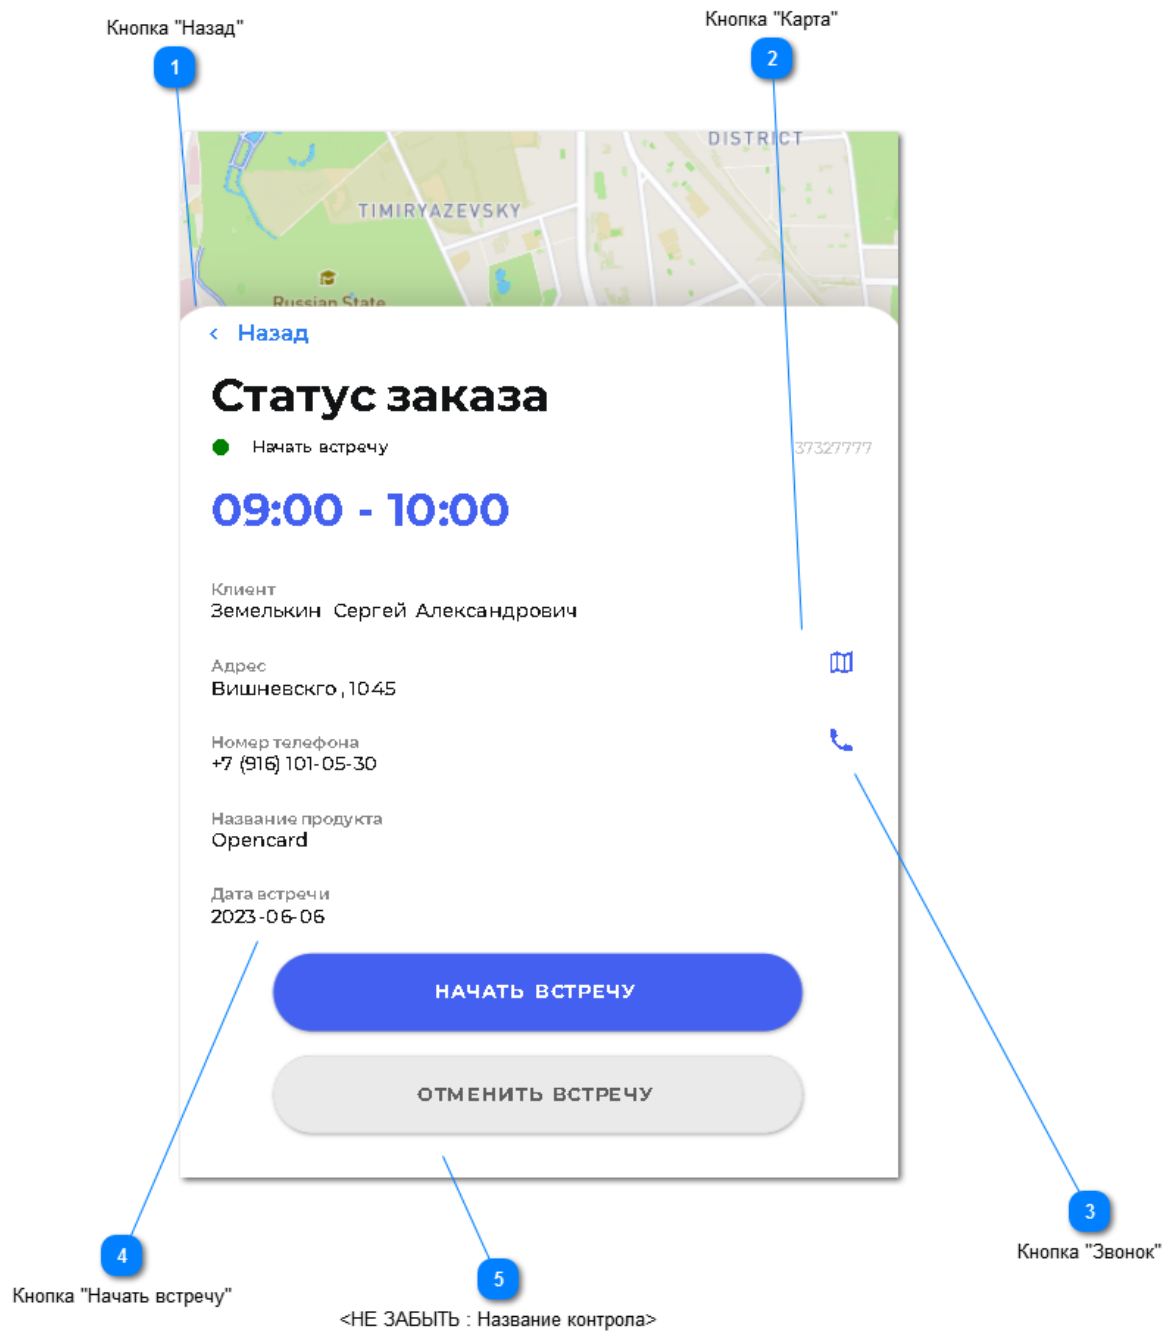 Кнопка "Назад"
Кнопка "Карта"
1
2
DISTRICT
TIMIRYAZEVSKY
Russian State
Назад
Статус заказа
Начать встречу
37327777
09:00 - 10:00
Клиент
Земелькин Сергей Александрович
Адрес
Вишневскго , 1045
Номер телефона
+7 (916) 101-05-30
Название продукта
Opencard
Дата встречи
2023-06-06
НАЧАТЬ ВСТРЕЧУ
ОТМЕНИТЬ ВСТРЕЧУ
3
Кнопка "Звонок"
4
Кнопка "Начать встречу"
5
<НЕ ЗАБЫТЬ : Название контрола>